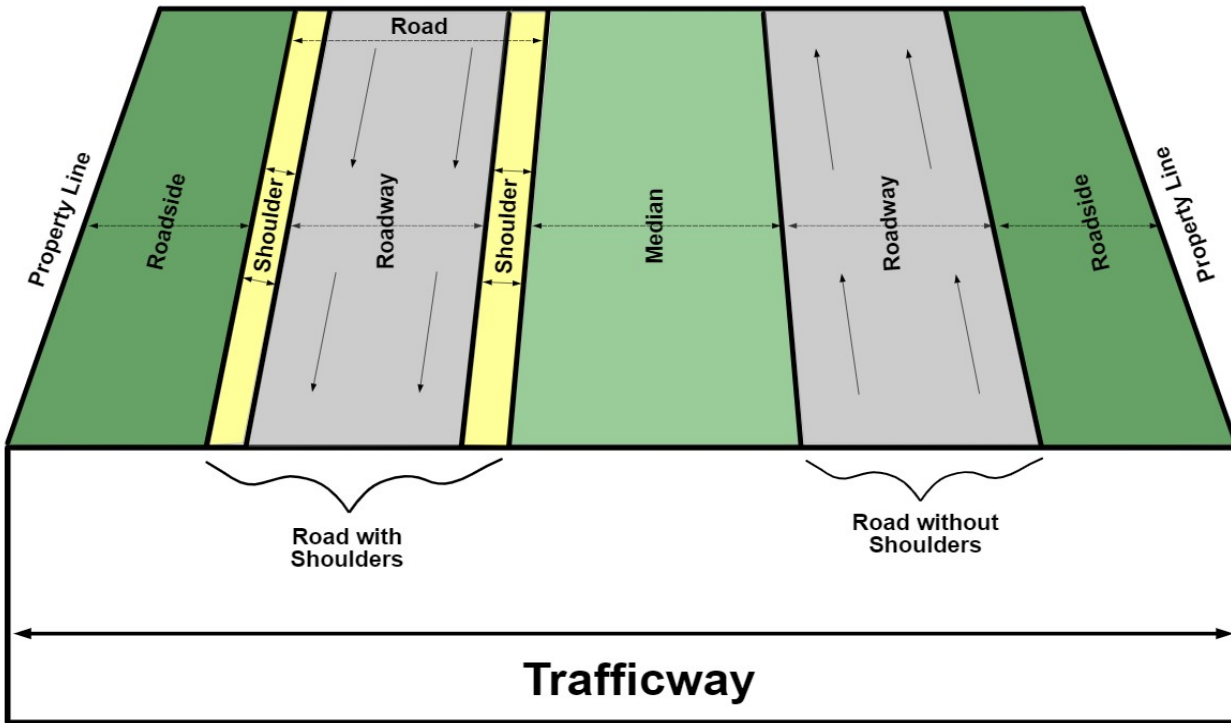 Road
Property Line
Roadside
Shoulder
Roadway
Shoulder
Median
Roadway
Roadside
Property Line
Road with
Shoulders
Road without
Shoulders
Trafficway